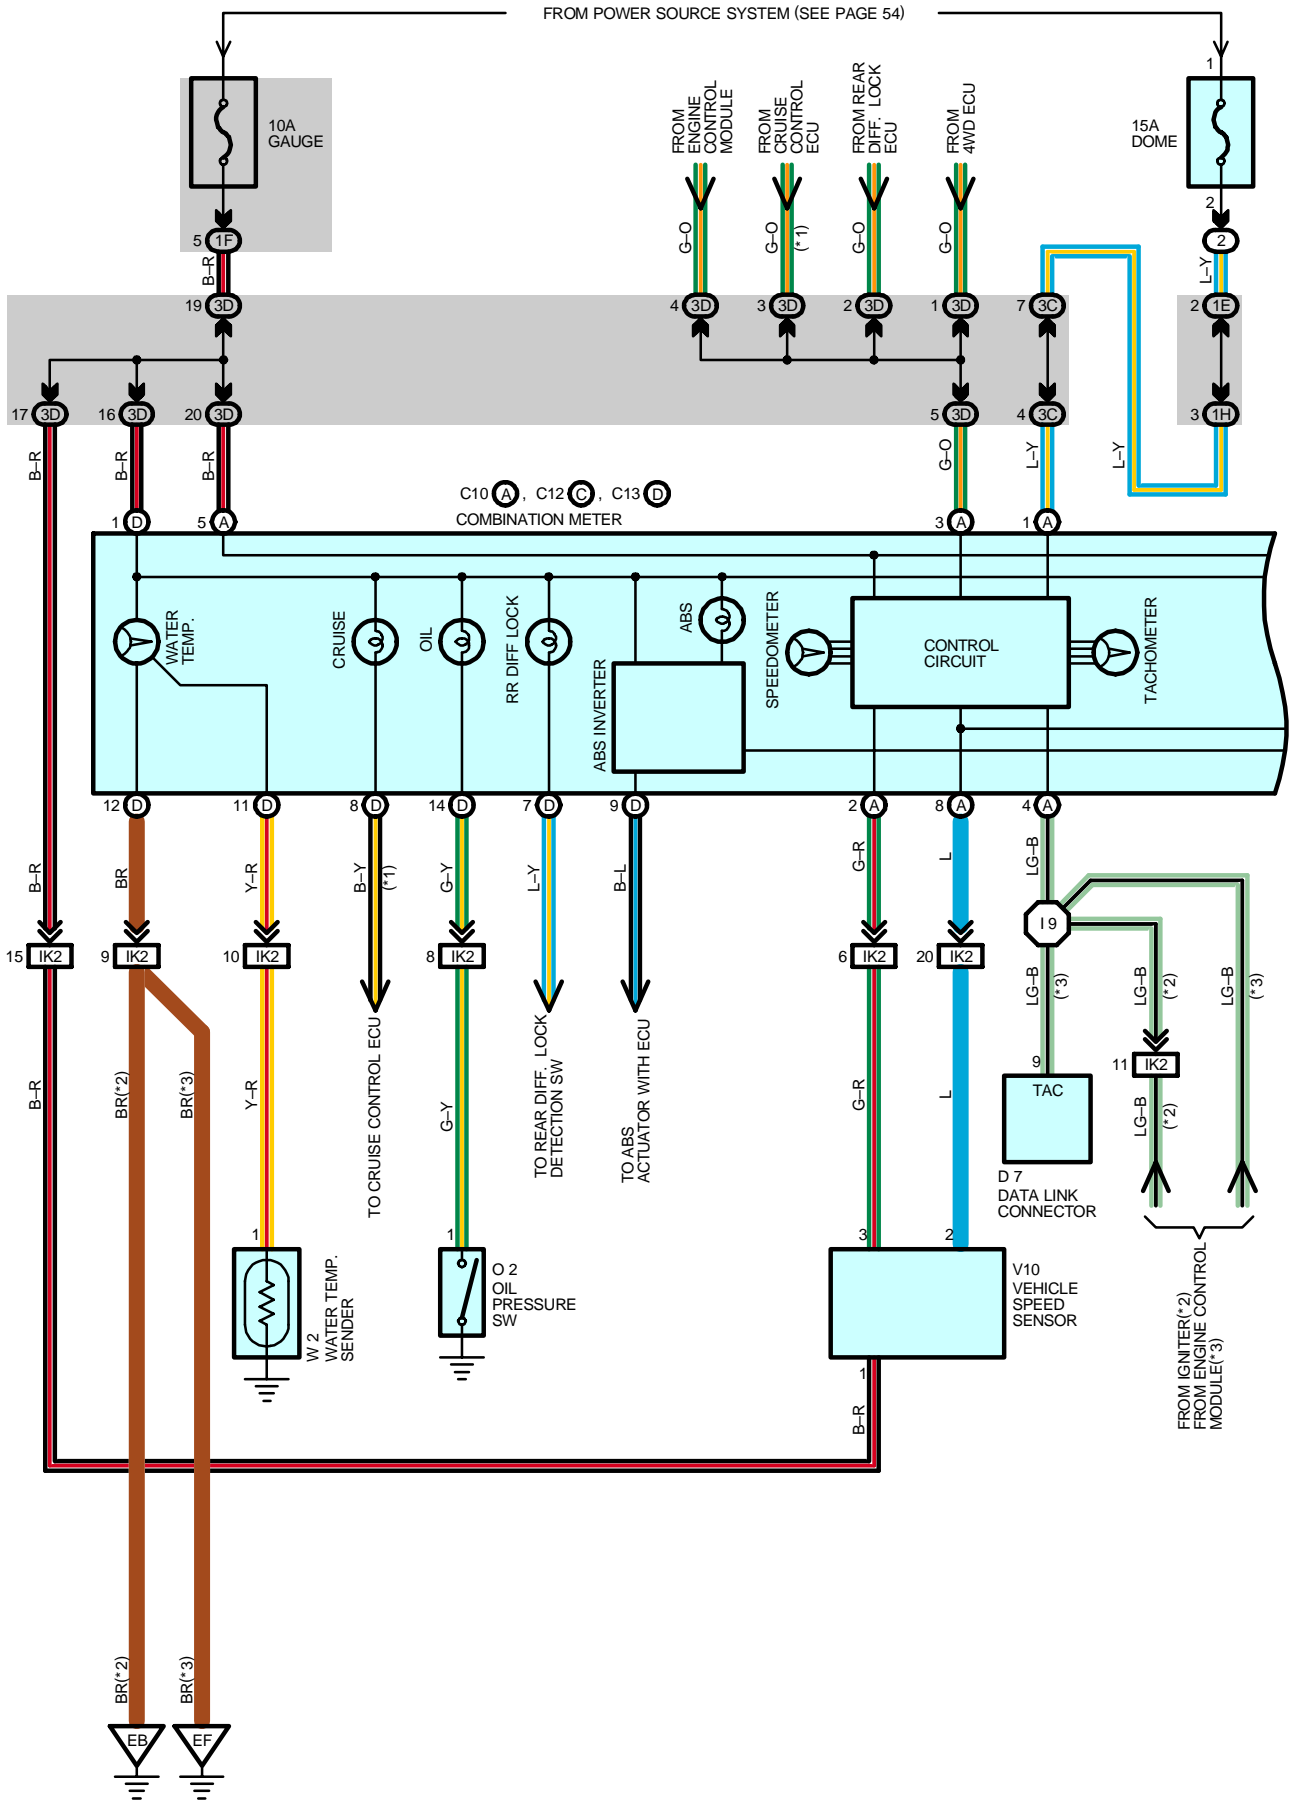 FROM POWER SOURCE SYSTEM (SEE PAGE 54)
10A
GAUGE
FROM
ENGINE
CONTROL
MODULE
FROM
CRUISE
CONTROL
ECU
FROM REAR
DIFF. LOCK
ECU
FROM
4WD ECU
1
15A
DOME
2
5 1F
2
B–R
G–O
G–O
(*1)
G–O
G–O
L–Y
19 3D
4 3D
3 3D
2 3D
1 3D
7 3C
2 1E
17 3D
16 3D
20 3D
5 3D
4 3C
3 1H
B–R
B–R
B–R
G–O
L–Y
L–Y
C10 A , C12 C , C13 D
COMBINATION METER
1 D
5 A
3 A
1 A
WATER
TEMP.
CRUISE
OIL
RR DIFF LOCK
ABS INVERTER
ABS
SPEEDOMETER
CONTROL
CIRCUIT
TACHOMETER
12 D
11 D
8 D
14 D
7 D
9 D
2 A
8 A
4 A
B–R
BR
Y–R
B–Y
(*1)
G–Y
L–Y
B–L
G–R
L
LG–B
I 9
15 IK2
9 IK2
10 IK2
8 IK2
6 IK2
20 IK2
LG–B
(*3)
LG–B
(*2)
LG–B
(*3)
B–R
BR(*2)
BR(*3)
Y–R
TO CRUISE CONTROL ECU
G–Y
TO REAR DIFF. LOCK
DETECTION SW
TO ABS
ACTUATOR WITH ECU
G–R
L
9
TAC
11 IK2
LG–B
(*2)
D 7
DATA LINK
CONNECTOR
1
1
3
2
W 2
WATER TEMP.
SENDER
O 2
OIL
PRESSURE
SW
V10
VEHICLE
SPEED
SENSOR
FROM IGNITER(*2)
FROM ENGINE CONTROL
MODULE(*3)
1
B–R
BR(*2)
BR(*3)
EB
EF